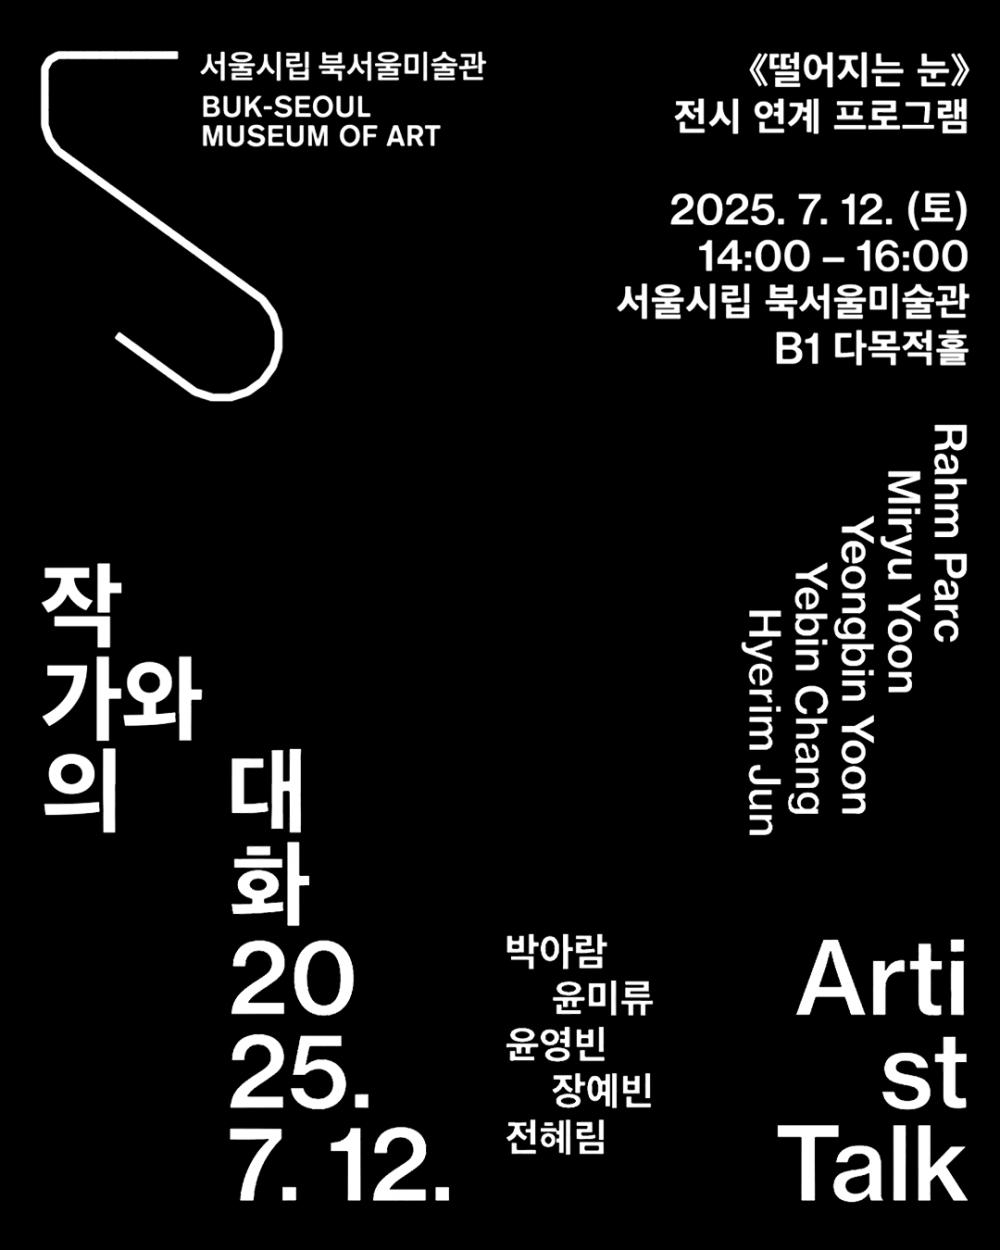 서울시립 북서울미술관
BUK-SEOUL
MUSEUM OF ART
《떨어지는 눈》
전시 연계 프로그램
2025. 7. 12. (토)
14:00 – 16:00
서울시립 북서울미술관
B1 다목적홀
Rahm Parc
Miryu Yoon
Yeongbin Yoon
Yebin Chang
Hyerim Jun
작
가와
의
대
화
20
25.
7. 12.
박아람
윤미류
윤영빈
장예빈
전혜림
Arti
st
Talk